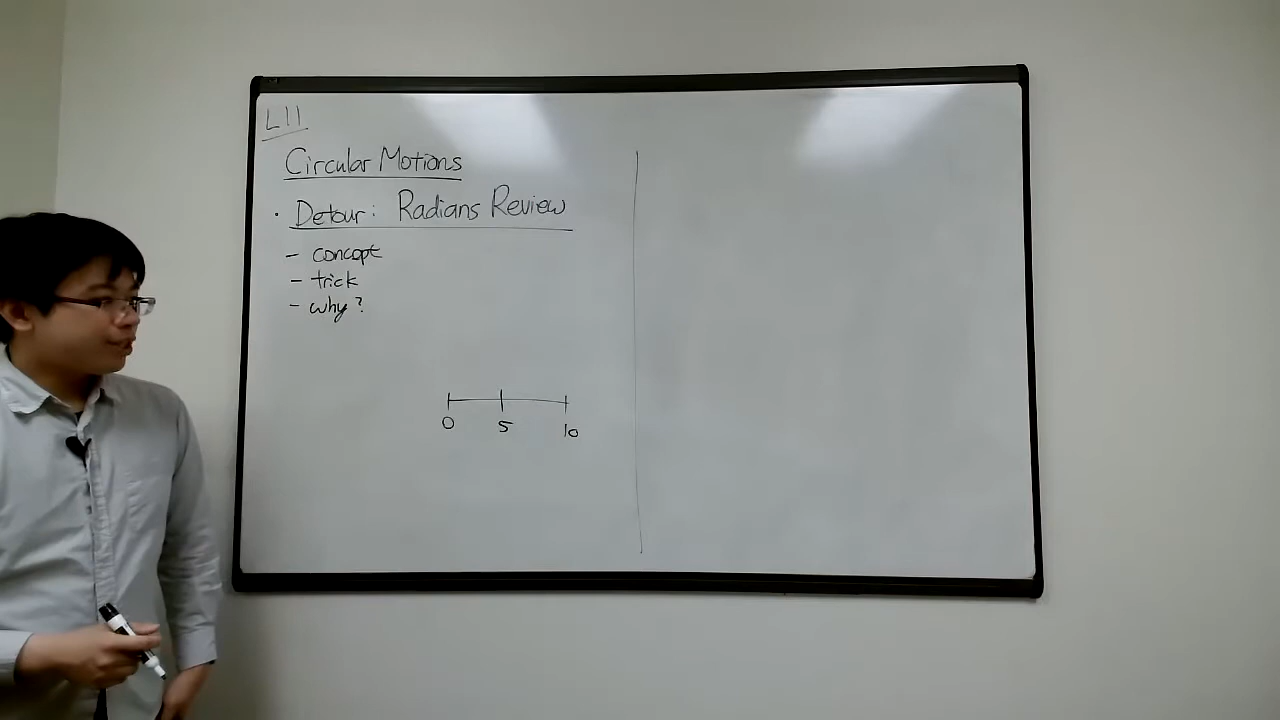 L11
Circular Motions
· Detour: Radians Review
- concept
- trick
- why?
0 5 10